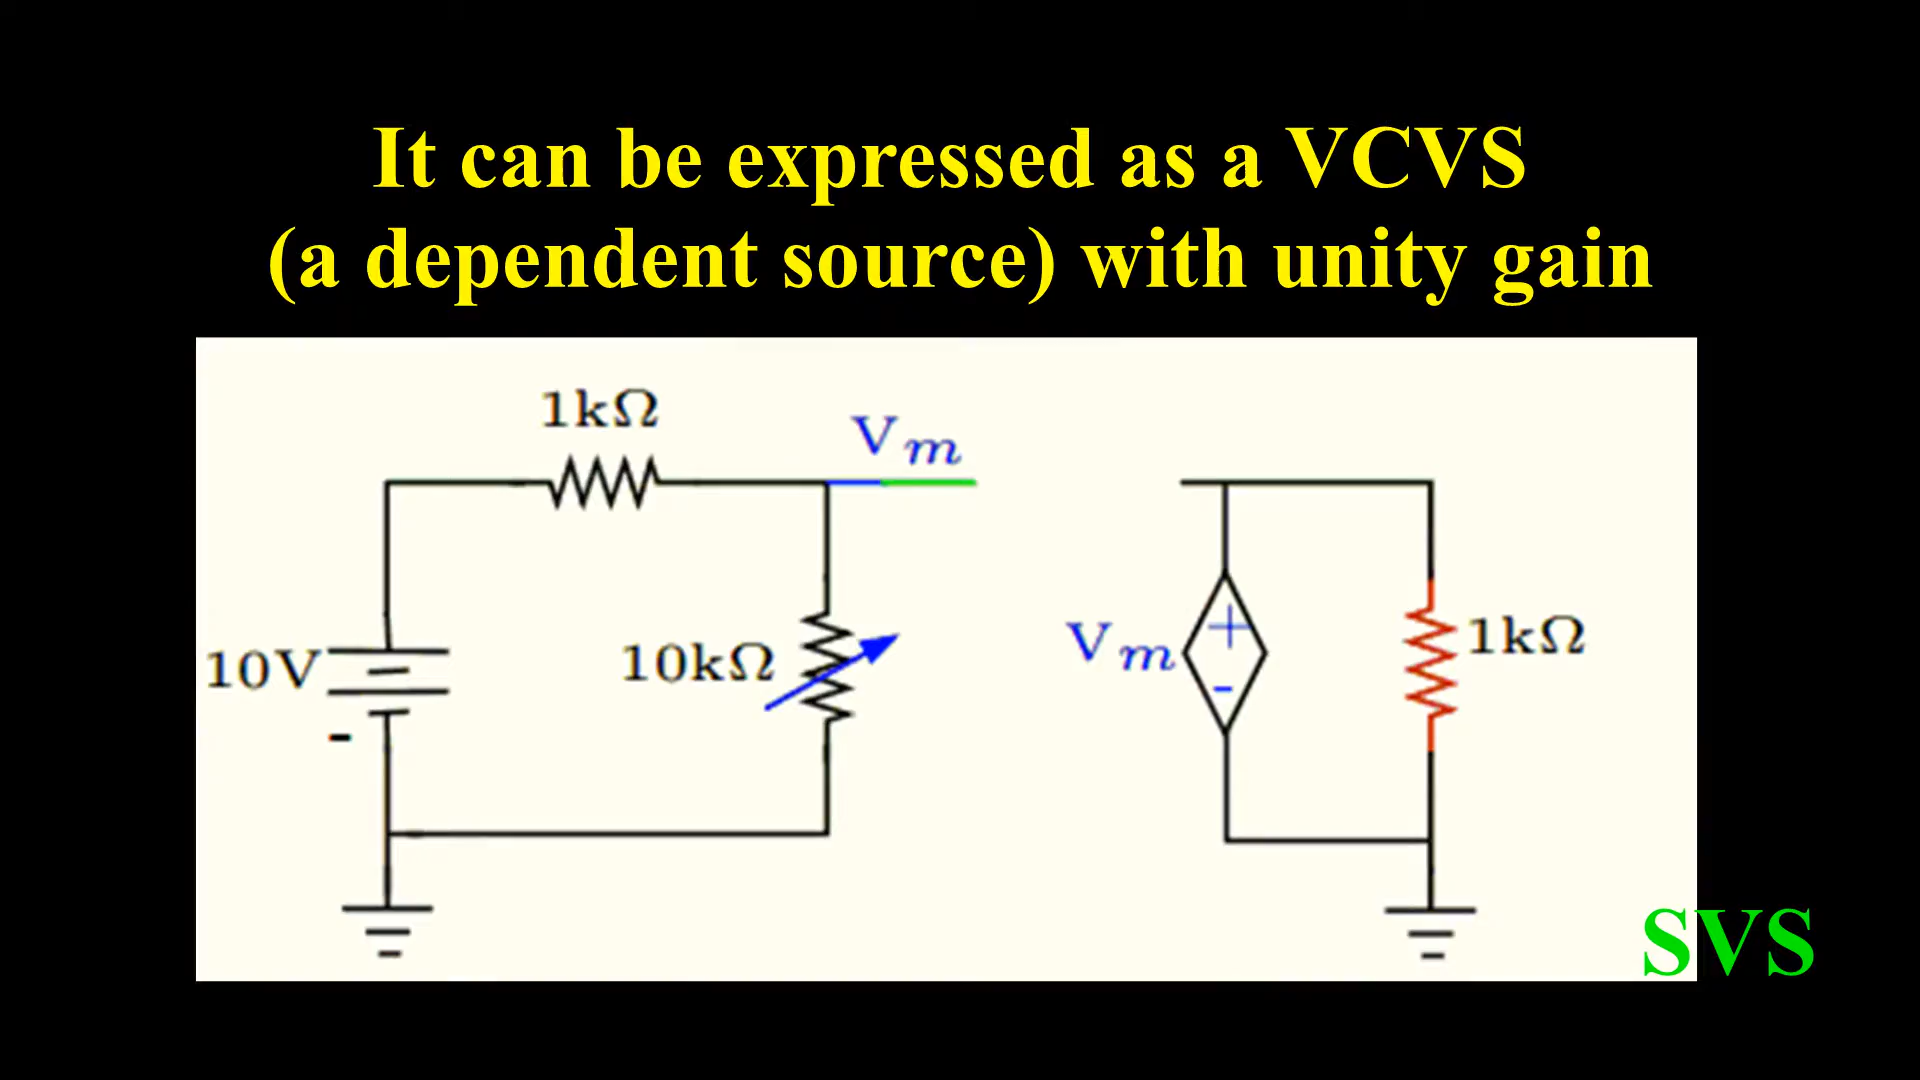 It can be expressed as a VCVS
(a dependent source) with unity gain
1kΩ
Vm
10V
-
10kΩ
Vm
+
-
1kΩ
SVS